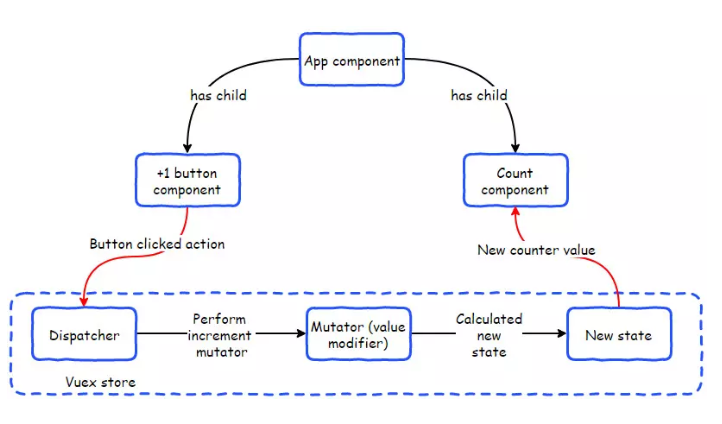 App component
has child
has child
+1 button
component
Count
component
Button clicked action
New counter value
Dispatcher
Perform
increment
mutator
Mutator (value
modifier)
Calculated
new
state
New state
Vuex store